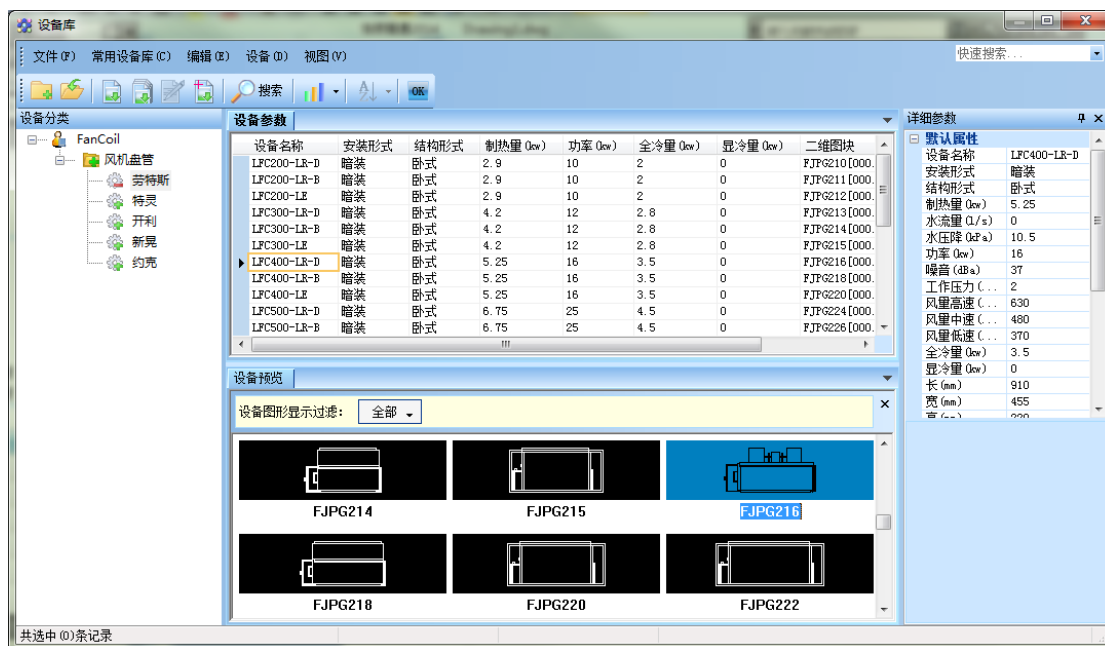 设备库
文件(F) 常用设备库(C) 编辑(E) 设备(D) 视图(V) 快速搜索...
搜索 OK
设备分类
FanCoil
风机盘管
劳特斯
特灵
开利
新晃
约克
设备参数
设备名称 安装形式 结构形式 制热量(kw) 功率(kw) 全冷量(kw) 显冷量(kw) 二维图块
LFC200-LR-D 暗装 卧式 2.9 10 2 0 FJPG210[000.
LFC200-LR-B 暗装 卧式 2.9 10 2 0 FJPG211[000.
LFC200-LE 暗装 卧式 2.9 10 2 0 FJPG212[000.
LFC300-LR-D 暗装 卧式 4.2 12 2.8 0 FJPG213[000.
LFC300-LR-B 暗装 卧式 4.2 12 2.8 0 FJPG214[000.
LFC300-LE 暗装 卧式 4.2 12 2.8 0 FJPG215[000.
LFC400-LR-D 暗装 卧式 5.25 16 3.5 0 FJPG216[000.
LFC400-LR-B 暗装 卧式 5.25 16 3.5 0 FJPG218[000.
LFC400-LE 暗装 卧式 5.25 16 3.5 0 FJPG220[000.
LFC500-LR-D 暗装 卧式 6.75 25 4.5 0 FJPG224[000.
LFC500-LR-B 暗装 卧式 6.75 25 4.5 0 FJPG226[000.
设备预览
设备图形显示过滤： 全部
FJPG214 FJPG215 FJPG216
FJPG218 FJPG220 FJPG222
详细参数
默认属性
设备名称 LFC400-LR-D
安装形式 暗装
结构形式 卧式
制热量(kw) 5.25
水流量(l/s) 0
水压降(kPa) 10.5
功率(kw) 16
噪音(dBa) 37
工作压力(... 2
风量高速(... 630
风量中速(... 480
风量低速(... 370
全冷量(kw) 3.5
显冷量(kw) 0
长(mm) 910
宽(mm) 455
共选中(0)条记录